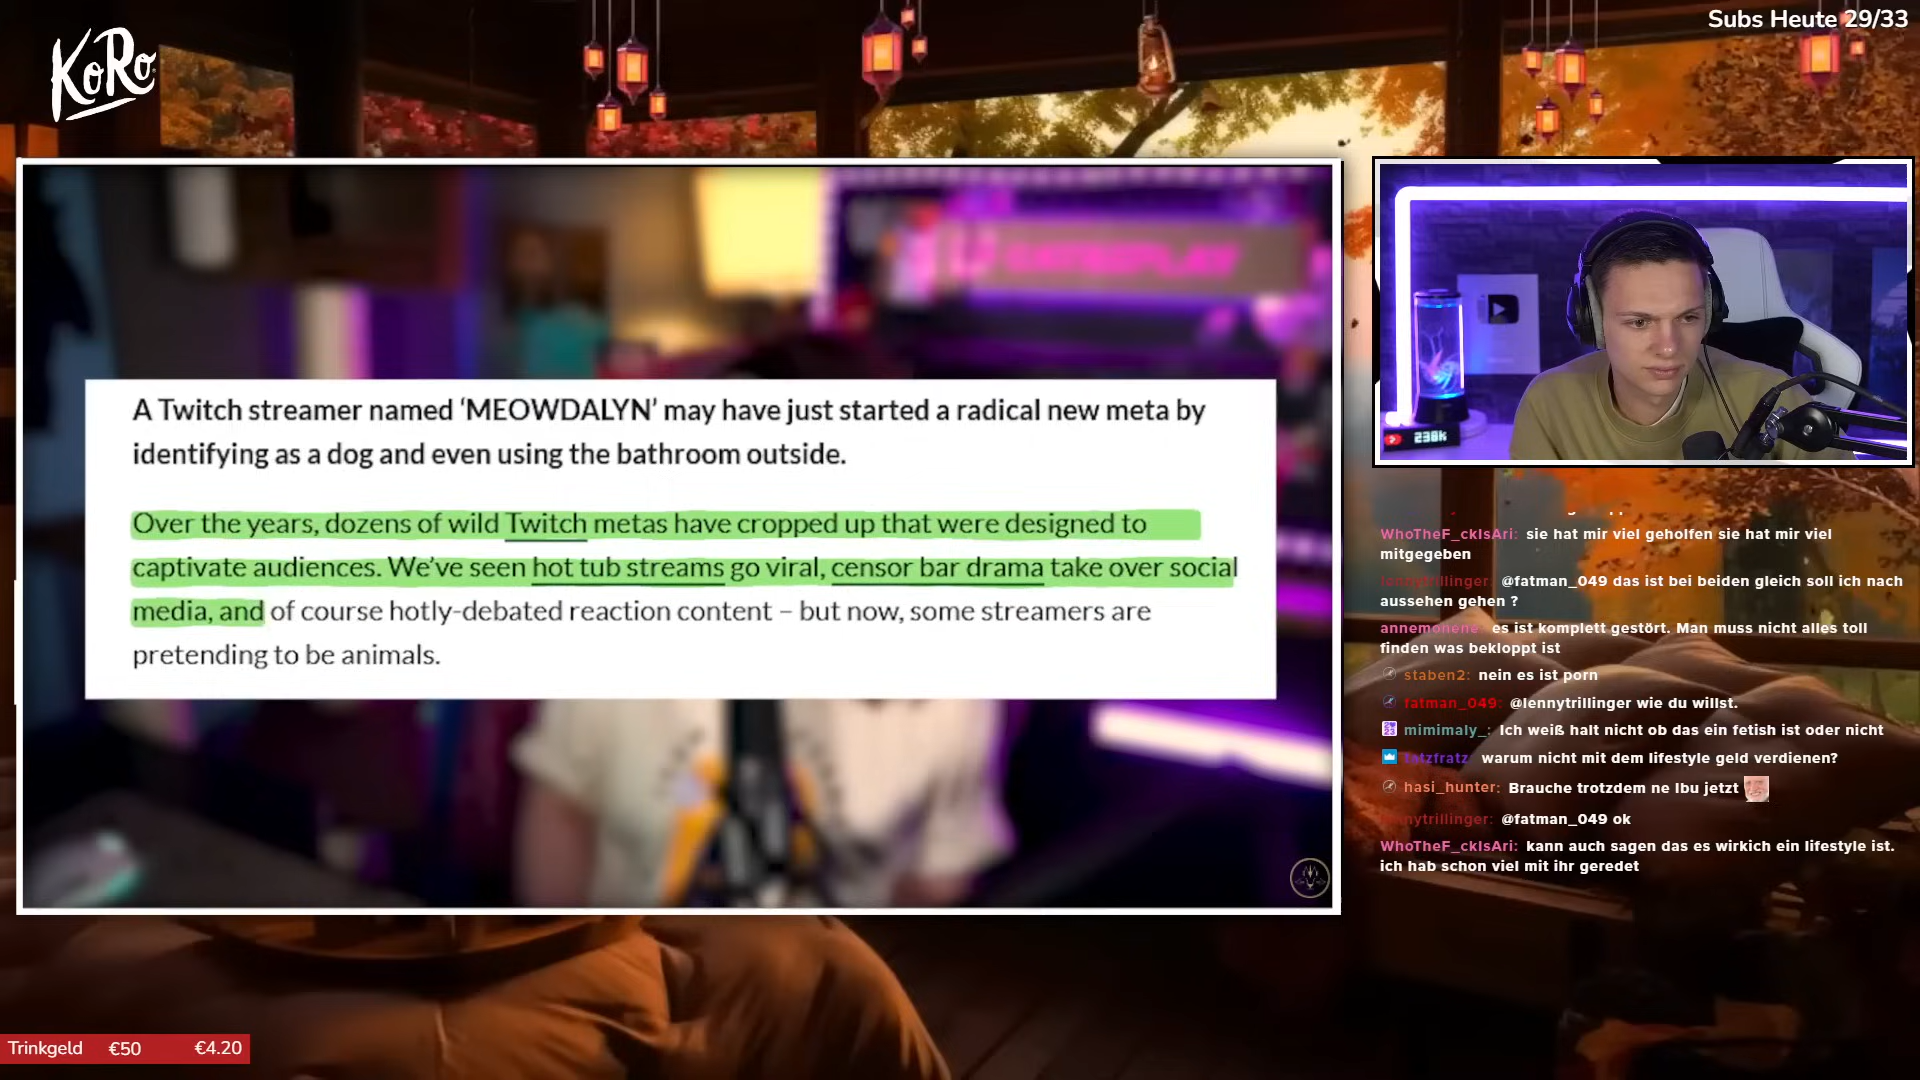 KoRo
Subs Heute 29/33
A Twitch streamer named ‘MEOWDALYN’ may have just started a radical new meta by
identifying as a dog and even using the bathroom outside.
Over the years, dozens of wild Twitch metas have cropped up that were designed to
captivate audiences. We’ve seen hot tub streams go viral, censor bar drama take over social
media, and of course hotly-debated reaction content – but now, some streamers are
pretending to be animals.
238k
WhoTheF_ckIsAri: sie hat mir viel geholfen sie hat mir viel
mitgegeben
lennytrillinger: @fatman_049 das ist bei beiden gleich soll ich nach
aussehen gehen ?
annemonene: es ist komplett gestört. Man muss nicht alles toll
finden was bekloppt ist
staben2: nein es ist porn
fatman_049: @lennytrillinger wie du willst.
mimimaly_: Ich weiß halt nicht ob das ein fetish ist oder nicht
tatzfratz: warum nicht mit dem lifestyle geld verdienen?
hasi_hunter: Brauche trotzdem ne Ibu jetzt
lennytrillinger: @fatman_049 ok
WhoTheF_ckIsAri: kann auch sagen das es wirkich ein lifestyle ist.
ich hab schon viel mit ihr geredet
Trinkgeld €50 €4.20